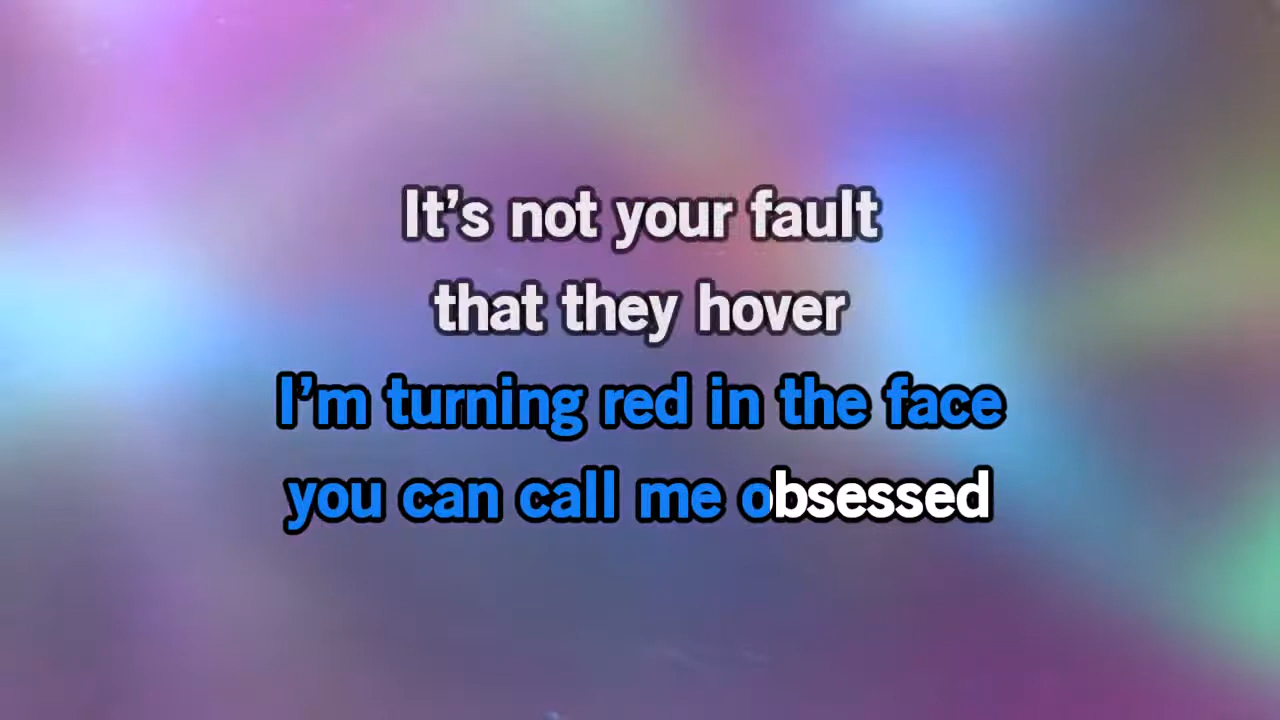 It’s not your fault
that they hover
I’m turning red in the face
you can call me obsessed